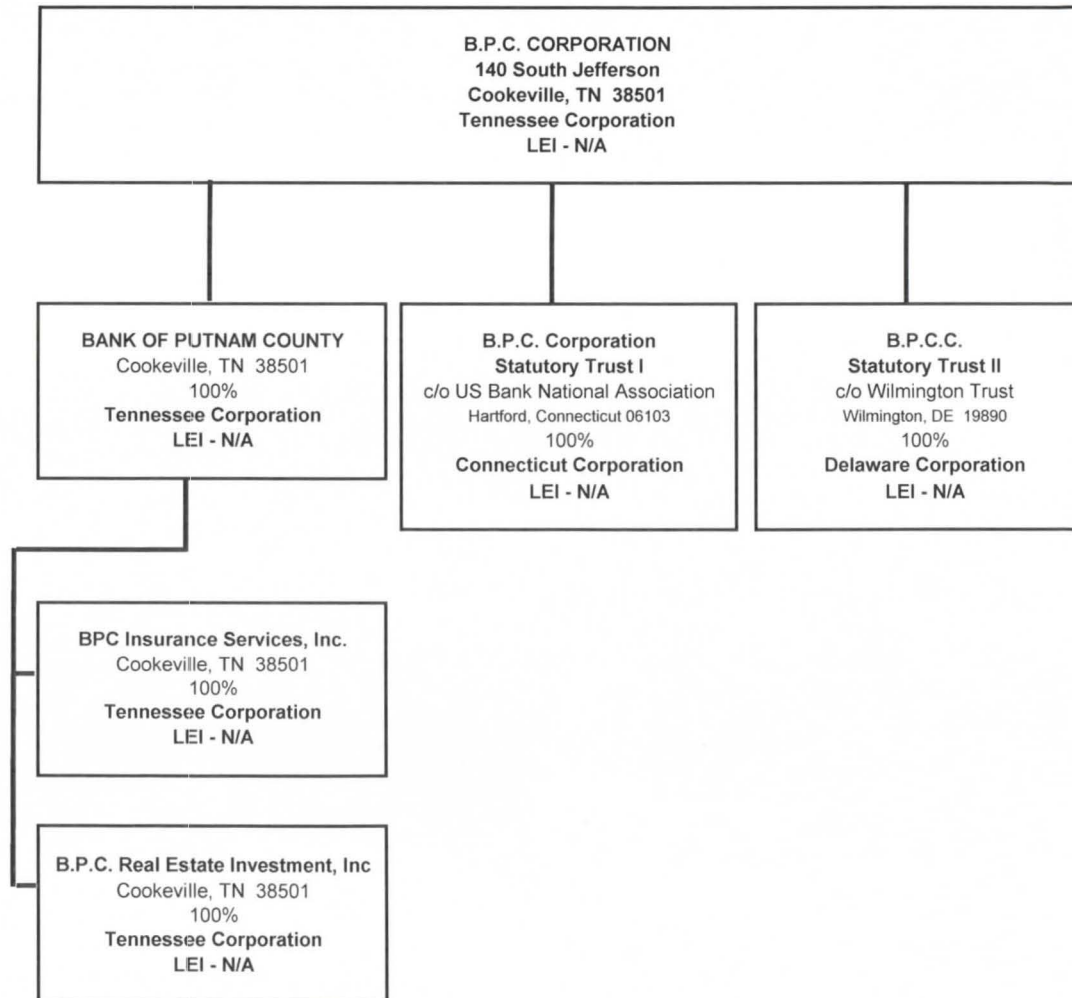 B.P.C. CORPORATION
140 South Jefferson
Cookeville, TN 38501
Tennessee Corporation
LEI - N/A
BANK OF PUTNAM COUNTY
Cookeville, TN 38501
100%
Tennessee Corporation
LEI - N/A
B.P.C. Corporation
Statutory Trust I
c/o US Bank National Association
Hartford, Connecticut 06103
100%
Connecticut Corporation
LEI - N/A
B.P.C.C.
Statutory Trust II
c/o Wilmington Trust
Wilmington, DE 19890
100%
Delaware Corporation
LEI - N/A
BPC Insurance Services, Inc.
Cookeville, TN 38501
100%
Tennessee Corporation
LEI - N/A
B.P.C. Real Estate Investment, Inc
Cookeville, TN 38501
100%
Tennessee Corporation
LEI - N/A